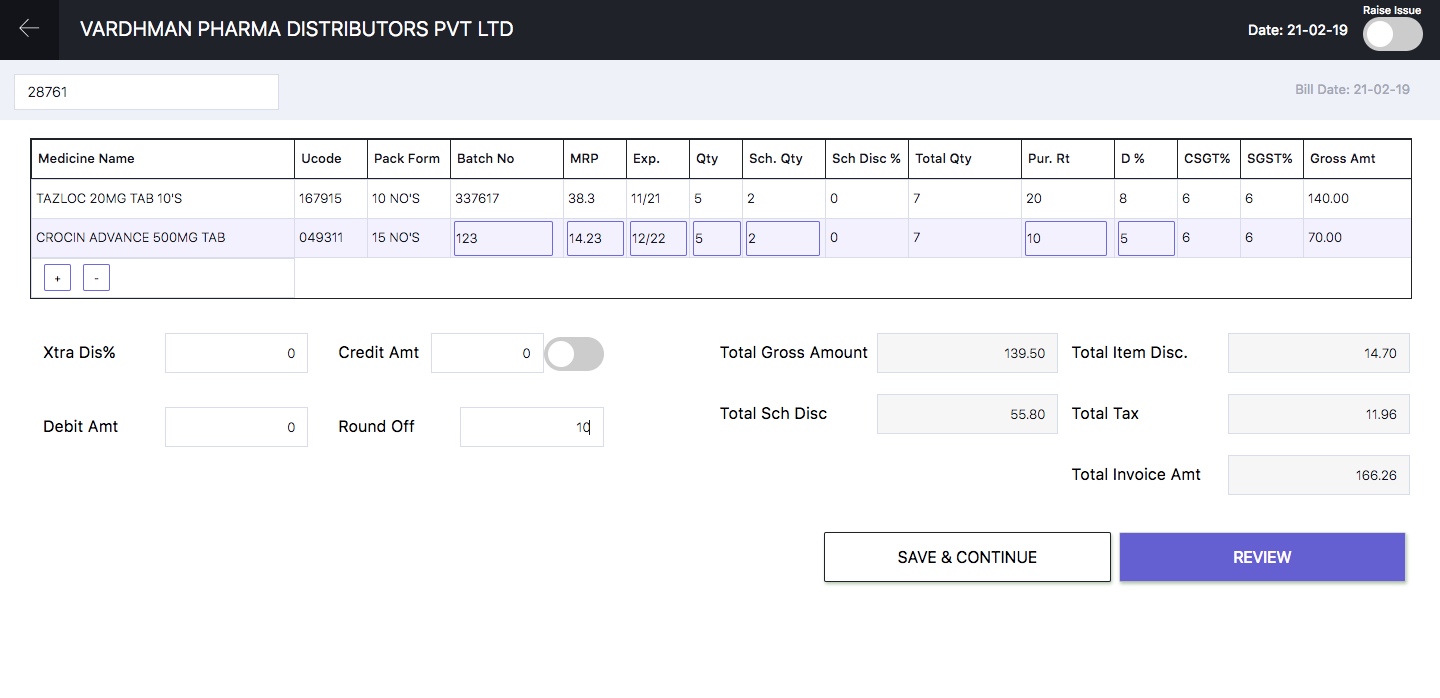 Raise Issue
VARDHMAN PHARMA DISTRIBUTORS PVT LTD Date: 21-02-19
28761 Bill Date: 21-02-19
Medicine Name Ucode Pack Form Batch No MRP Exp. Qty Sch. Qty Sch Disc % Total Qty Pur. Rt D % CSGT% SGST% Gross Amt
TAZLOC 20MG TAB 10'S 167915 10 NO'S 337617 38.3 11/21 5 2 0 7 20 8 6 6 140.00
CROCIN ADVANCE 500MG TAB 049311 15 NO'S 123 14.23 12/22 5 2 0 7 10 5 6 6 70.00
+ -
Xtra Dis% 0 Credit Amt 0 Total Gross Amount 139.50 Total Item Disc. 14.70
Total Sch Disc 55.80 Total Tax 11.96
Debit Amt 0 Round Off 10
Total Invoice Amt 166.26
SAVE & CONTINUE REVIEW